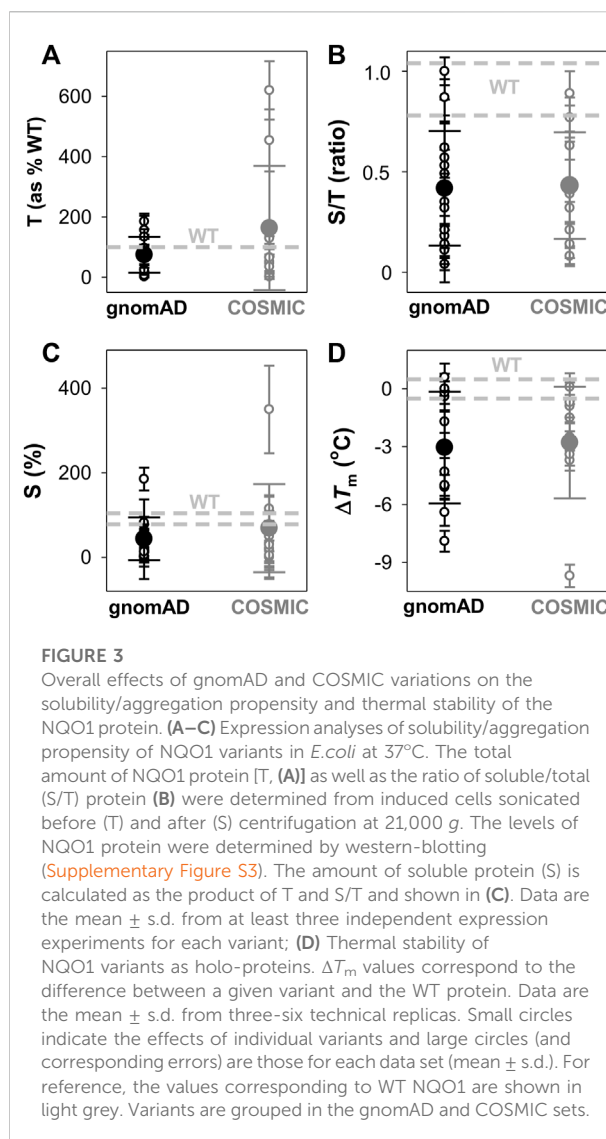 A
B
T (as % WT)
600
400
200
0
WT
gnomAD
COSMIC
S/T (ratio)
1.0
0.5
0
WT
gnomAD
COSMIC
C
D
S (%)
400
200
0
WT
gnomAD
COSMIC
ΔTm (oC)
0
-3
-6
-9
WT
gnomAD
COSMIC
FIGURE 3
Overall effects of gnomAD and COSMIC variations on the
solubility/aggregation propensity and thermal stability of the
NQO1 protein. (A–C) Expression analyses of solubility/aggregation
propensity of NQO1 variants in E.coli at 37°C. The total
amount of NQO1 protein [T, (A)] as well as the ratio of soluble/total
(S/T) protein (B) were determined from induced cells sonicated
before (T) and after (S) centrifugation at 21,000 g. The levels of
NQO1 protein were determined by western-blotting
(Supplementary Figure S3). The amount of soluble protein (S) is
calculated as the product of T and S/T and shown in (C). Data are
the mean ± s.d. from at least three independent expression
experiments for each variant; (D) Thermal stability of
NQO1 variants as holo-proteins. ΔTm values correspond to the
difference between a given variant and the WT protein. Data are
the mean ± s.d. from three-six technical replicas. Small circles
indicate the effects of individual variants and large circles (and
corresponding errors) are those for each data set (mean ± s.d.). For
reference, the values corresponding to WT NQO1 are shown in
light grey. Variants are grouped in the gnomAD and COSMIC sets.